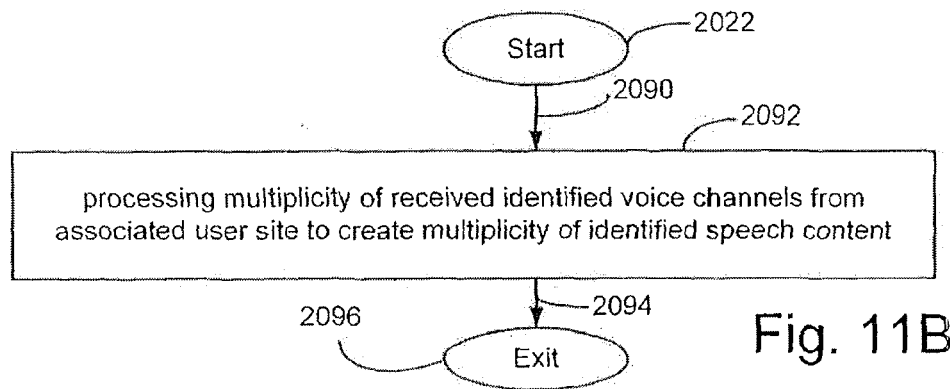 Start
2022
2090
2092
processing multiplicity of received identified voice channels from
associated user site to create multiplicity of identified speech content
2094
2096
Exit
Fig. 11B